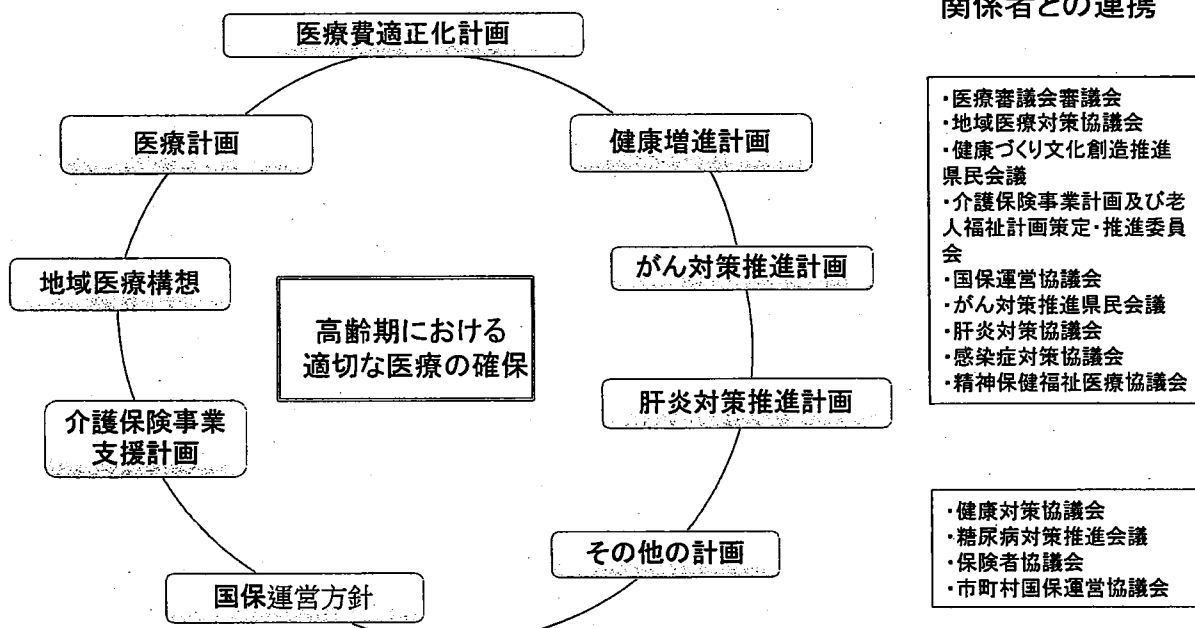 関係者との連携
医療費適正化計画
医療計画
健康増進計画
地域医療構想
がん対策推進計画
高齢期における
適切な医療の確保
肝炎対策推進計画
介護保険事業
支援計画
その他の計画
国保運営方針
・医療審議会審議会
・地域医療対策協議会
・健康づくり文化創造推進
県民会議
・介護保険事業計画及び老
人福祉計画策定・推進委員
会
・国保運営協議会
・がん対策推進県民会議
・肝炎対策協議会
・感染症対策協議会
・精神保健福祉医療協議会
・健康対策協議会
・糖尿病対策推進会議
・保険者協議会
・市町村国保運営協議会